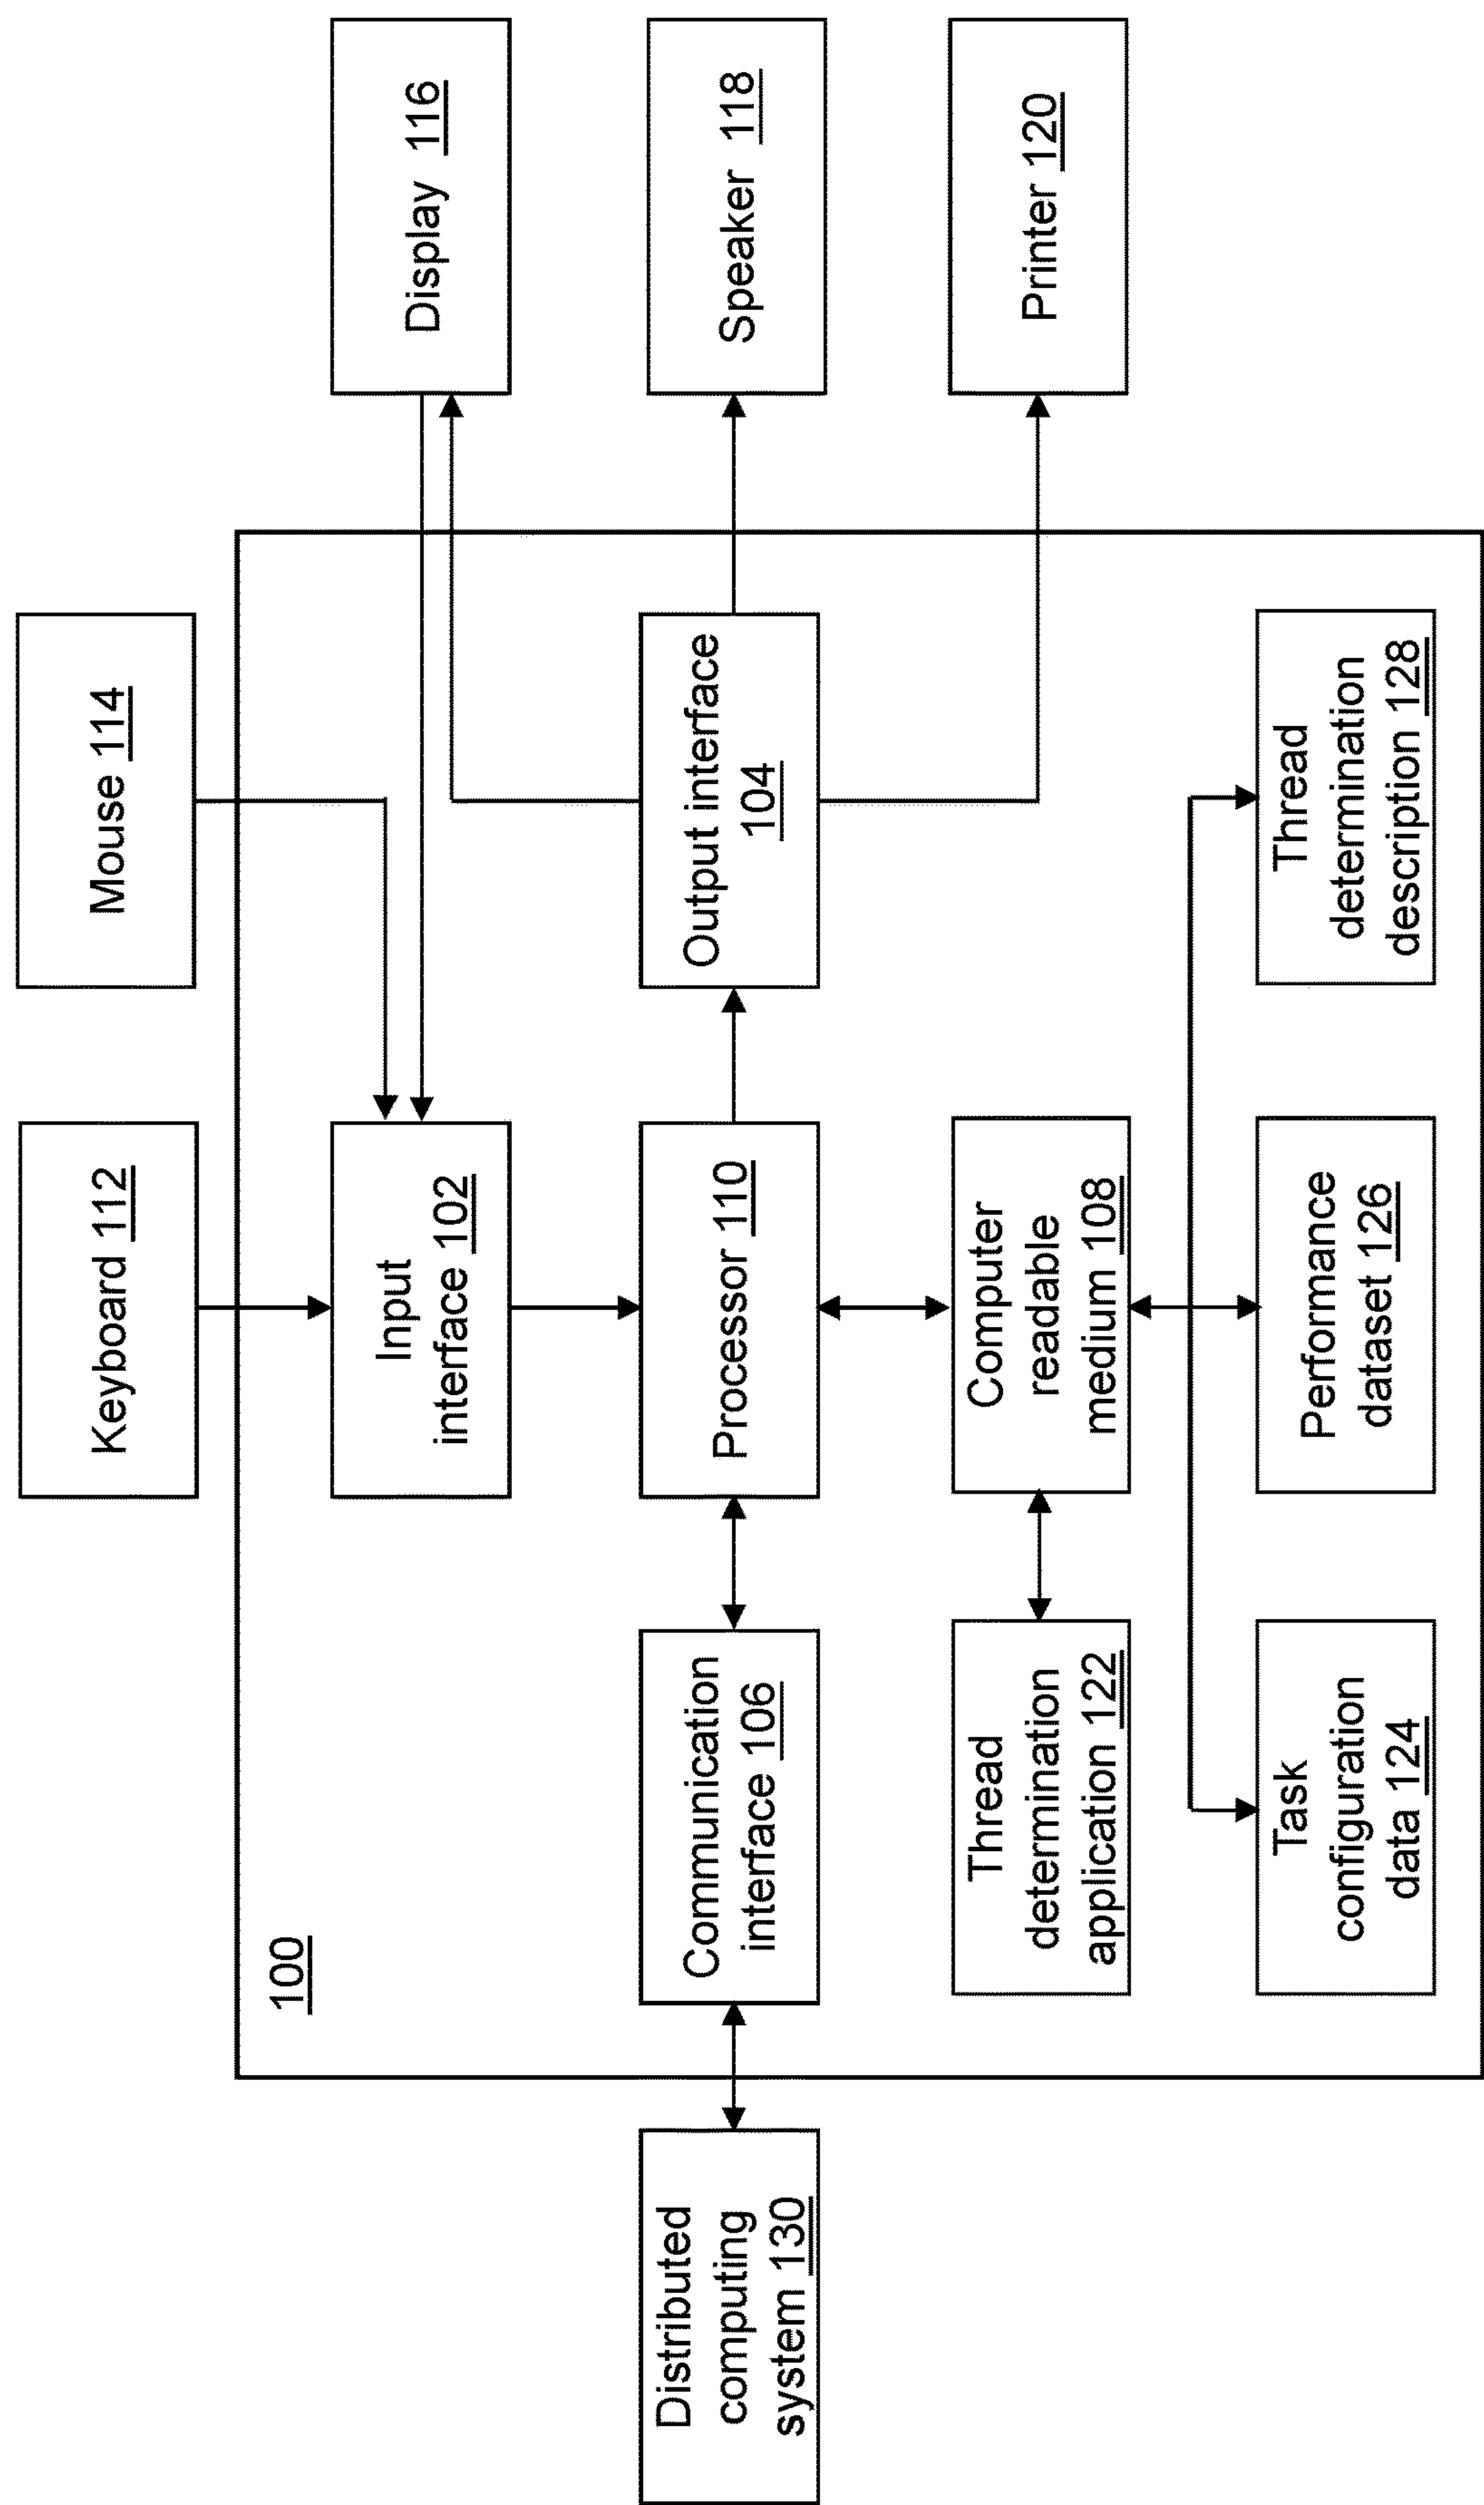 Keyboard 112
Mouse 114
100
Input
interface 102
Display 116
Distributed
computing
system 130
Communication
interface 106
Processor 110
Output interface
104
Speaker 118
Thread
determination
application 122
Computer
readable
medium 108
Printer 120
Task
configuration
data 124
Performance
dataset 126
Thread
determination
description 128